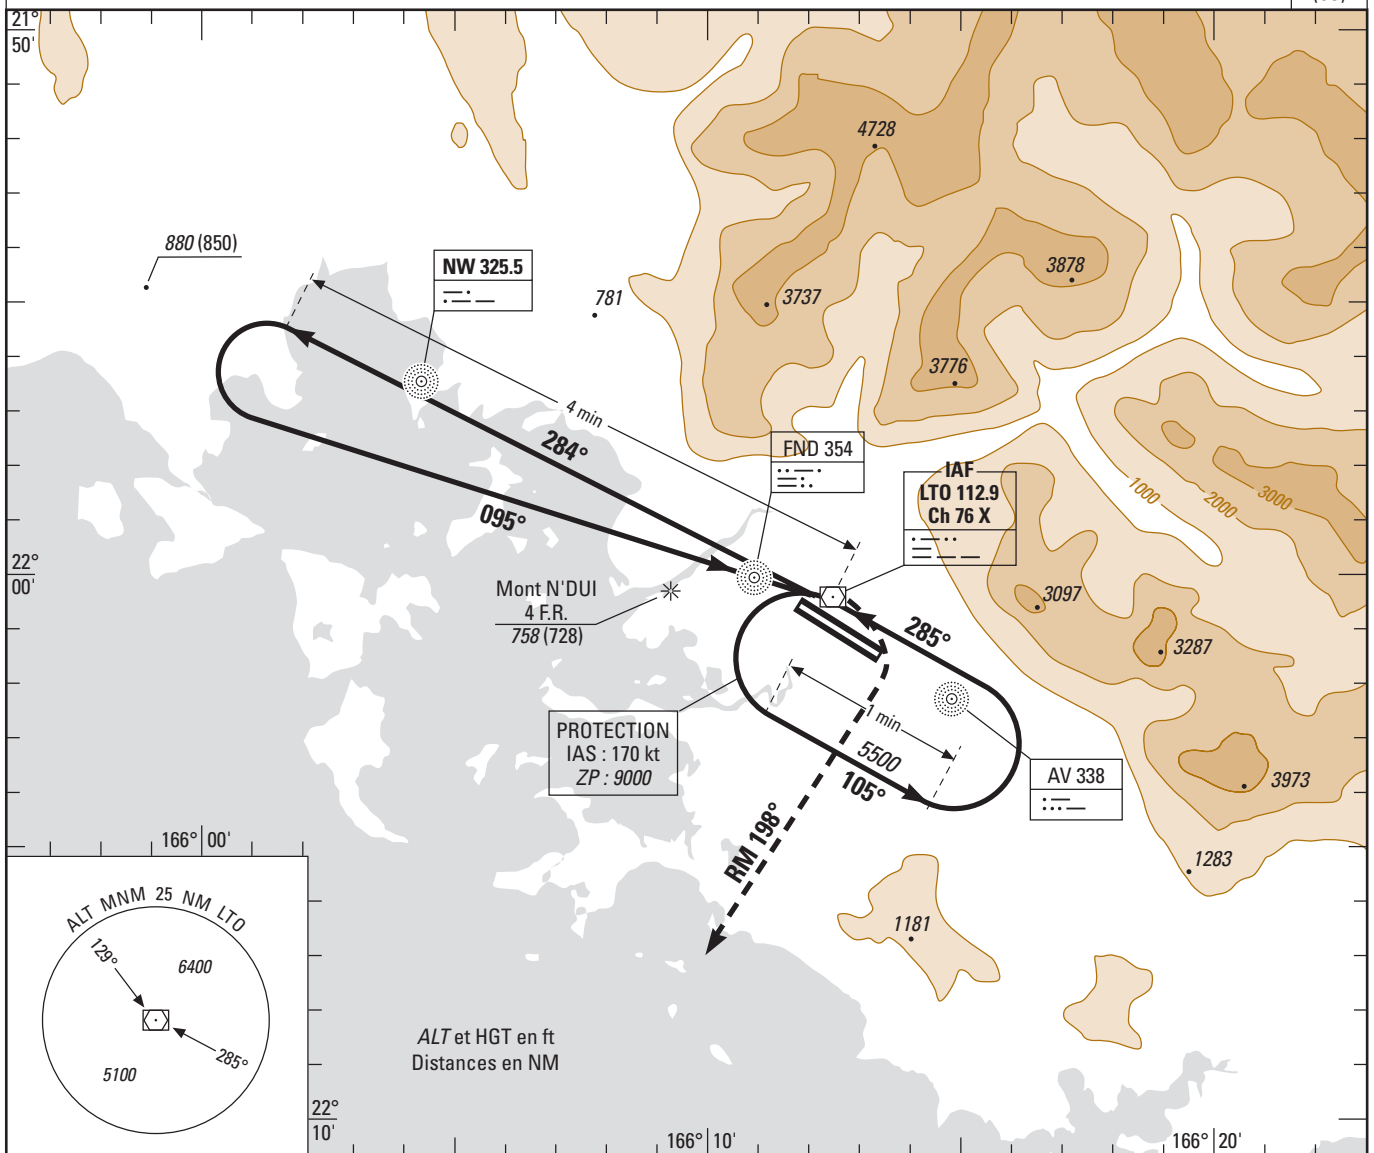 21°
50'
4728
880 (850)
NW 325.5
781
3737
3878
3776
4 min
284°
FND 354
IAF
LTO 112.9
Ch 76 X
1000
2000
3000
095°
22°
00'
Mont N'DUI
4 F.R.
758 (728)
3097
285°
3287
PROTECTION
IAS : 170 kt
ZP : 9000
1 min
5500
105°
AV 338
3973
RM 198°
166° 00'
1283
1181
ALT MNM 25 NM LTO
129°
6400
285°
5100
ALT et HGT en ft
Distances en NM
22°
10'
166° 10'
166° 20'